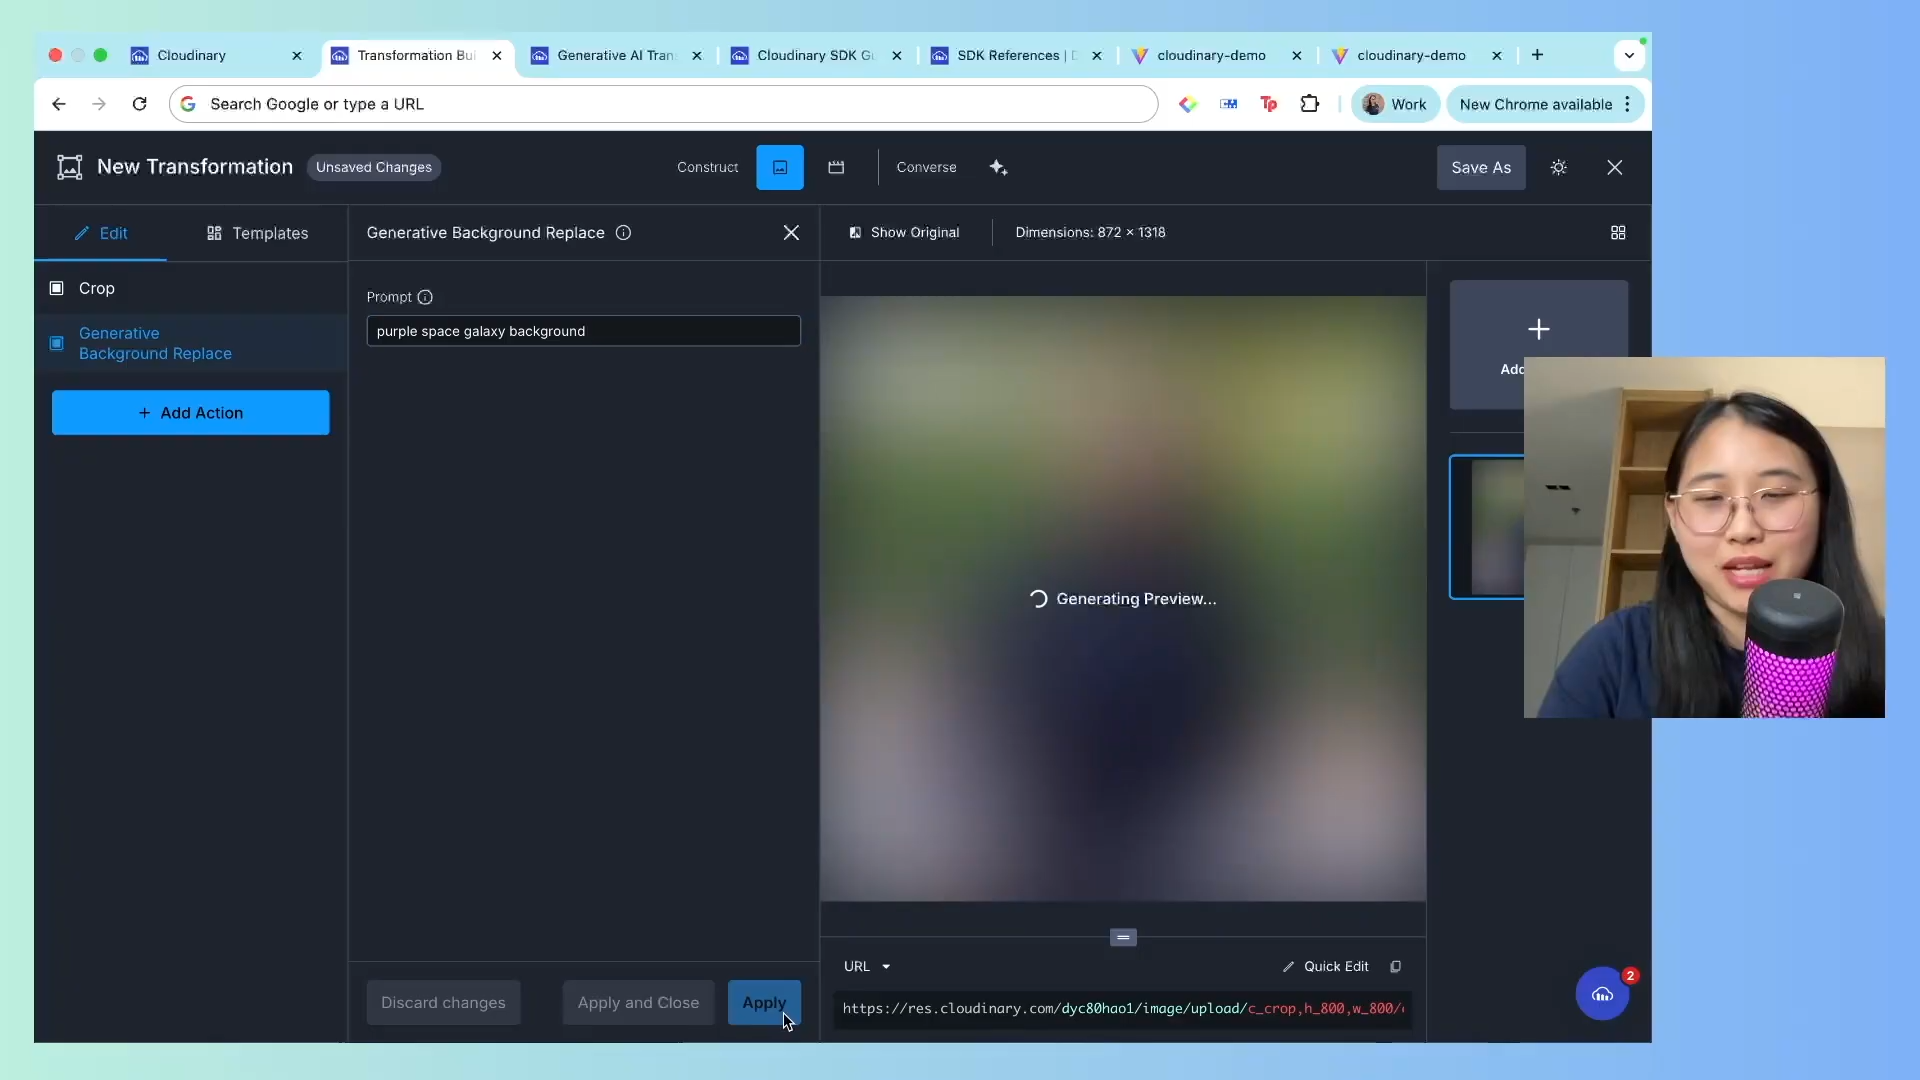 Cloudinary
Transformation Bui
Generative AI Tran
Cloudinary SDK Gu
SDK References | D
cloudinary-demo
cloudinary-demo
Search Google or type a URL
Tp
Work
New Chrome available
New Transformation
Unsaved Changes
Construct
Converse
Save As
Edit
Templates
Generative Background Replace
Show Original
Dimensions: 872 × 1318
Crop
Prompt
purple space galaxy background
Generative
Background Replace
Add
+ Add Action
Generating Preview...
URL
Quick Edit
2
Discard changes
Apply and Close
Apply
https://res.cloudinary.com/dyc80hao1/image/upload/c_crop,h_800,w_800/